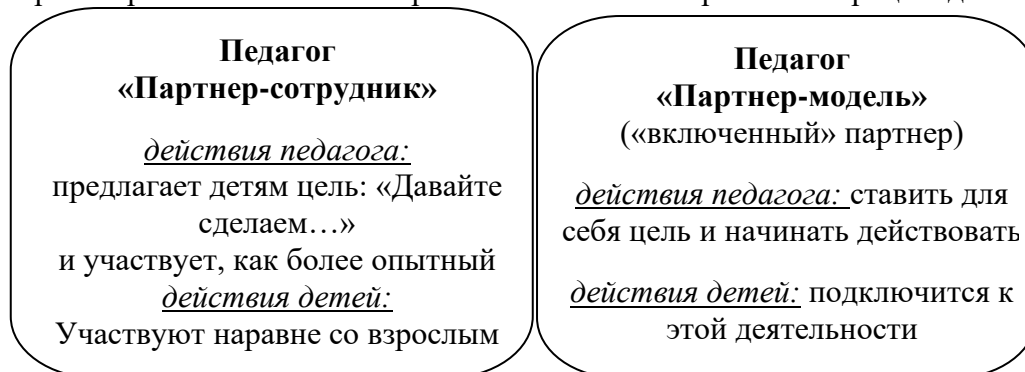 Педагог
«Партнер-сотрудник»
действия педагога:
предлагает детям цель: «Давайте
сделаем…»
и участвует, как более опытный
действия детей:
Участвуют наравне со взрослым
Педагог
«Партнер-модель»
(«включенный» партнер)
действия педагога: ставить для
себя цель и начинать действовать
действия детей: подключится к
этой деятельности